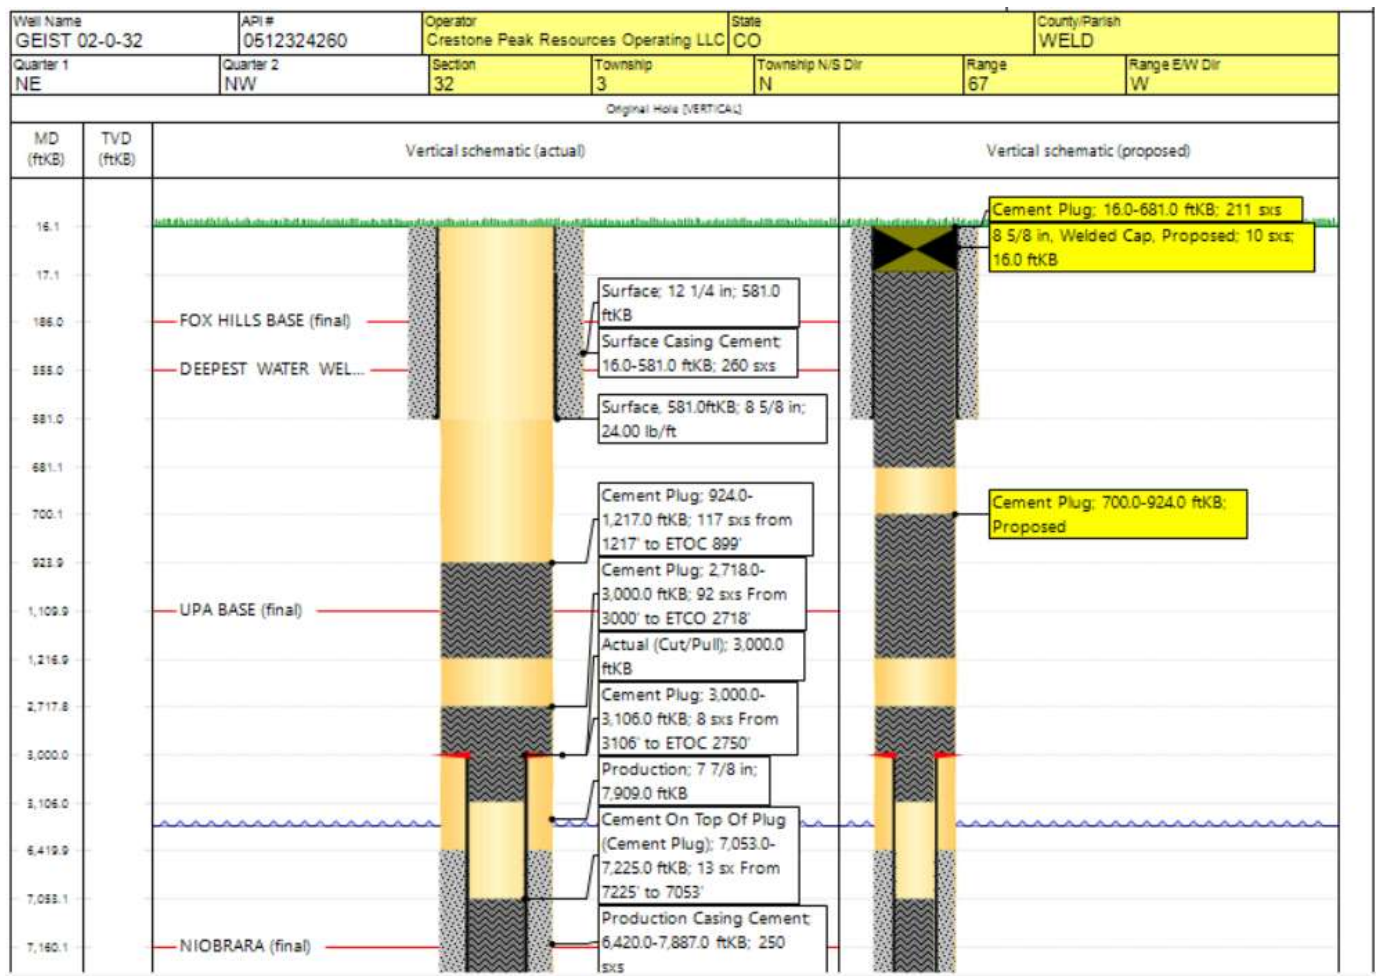 Well Name API # Operator State County/Parish
GEIST 02-0-32 0512324260 Crestone Peak Resources Operating LLC CO WELD
Quarter 1 Quarter 2 Section Township Township N/S Dir Range Range E/W Dir
NE NW 32 3 N 67 W
Original Hole [VERTICAL]
MD
(ftKB)
TVD
(ftKB)
Vertical schematic (actual)
Vertical schematic (proposed)
16.1
17.1
186.0
355.0
581.0
681.1
700.1
923.9
1,109.9
1,216.9
2,717.8
3,000.0
3,106.0
6,419.9
7,053.1
7,160.1
FOX HILLS BASE (final)
DEEPEST WATER WEL...
UPA BASE (final)
NIOBRARA (final)
Surface; 12 1/4 in; 581.0
ftKB
Surface Casing Cement;
16.0-581.0 ftKB; 260 sxs
Surface, 581.0ftKB; 8 5/8 in;
24.00 lb/ft
Cement Plug; 924.0-
1,217.0 ftKB; 117 sxs from
1217' to ETOC 899'
Cement Plug; 2,718.0-
3,000.0 ftKB; 92 sxs From
3000' to ETCO 2718'
Actual (Cut/Pull); 3,000.0
ftKB
Cement Plug; 3,000.0-
3,106.0 ftKB; 8 sxs From
3106' to ETOC 2750'
Production; 7 7/8 in;
7,909.0 ftKB
Cement On Top Of Plug
(Cement Plug); 7,053.0-
7,225.0 ftKB; 13 sx From
7225' to 7053'
Production Casing Cement;
6,420.0-7,887.0 ftKB; 250
sxs
Cement Plug; 16.0-681.0 ftKB; 211 sxs
8 5/8 in, Welded Cap, Proposed; 10 sxs;
16.0 ftKB
Cement Plug; 700.0-924.0 ftKB;
Proposed